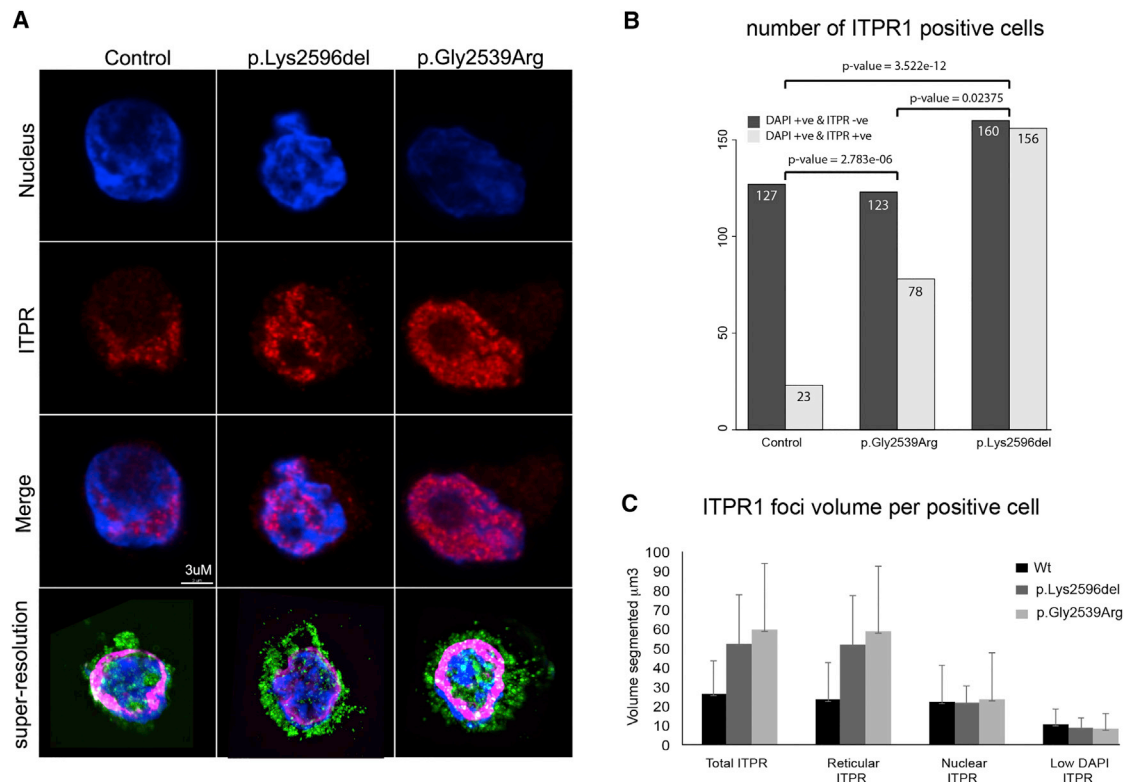 A
Control
p.Lys2596del
p.Gly2539Arg
Nucleus
ITPR
Merge
super-resolution
3uM
B
number of ITPR1 positive cells
p-value = 3.522e-12
p-value = 0.02375
DAPI +ve & ITPR -ve
DAPI +ve & ITPR +ve
p-value = 2.783e-06
150
100
50
0
127
23
123
78
160
156
Control
p.Gly2539Arg
p.Lys2596del
C
ITPR1 foci volume per positive cell
Volume segmented µm3
100
90
80
70
60
50
40
30
20
10
0
Wt
p.Lys2596del
p.Gly2539Arg
Total ITPR
Reticular
ITPR
Nuclear ITPR
Low DAPI
ITPR